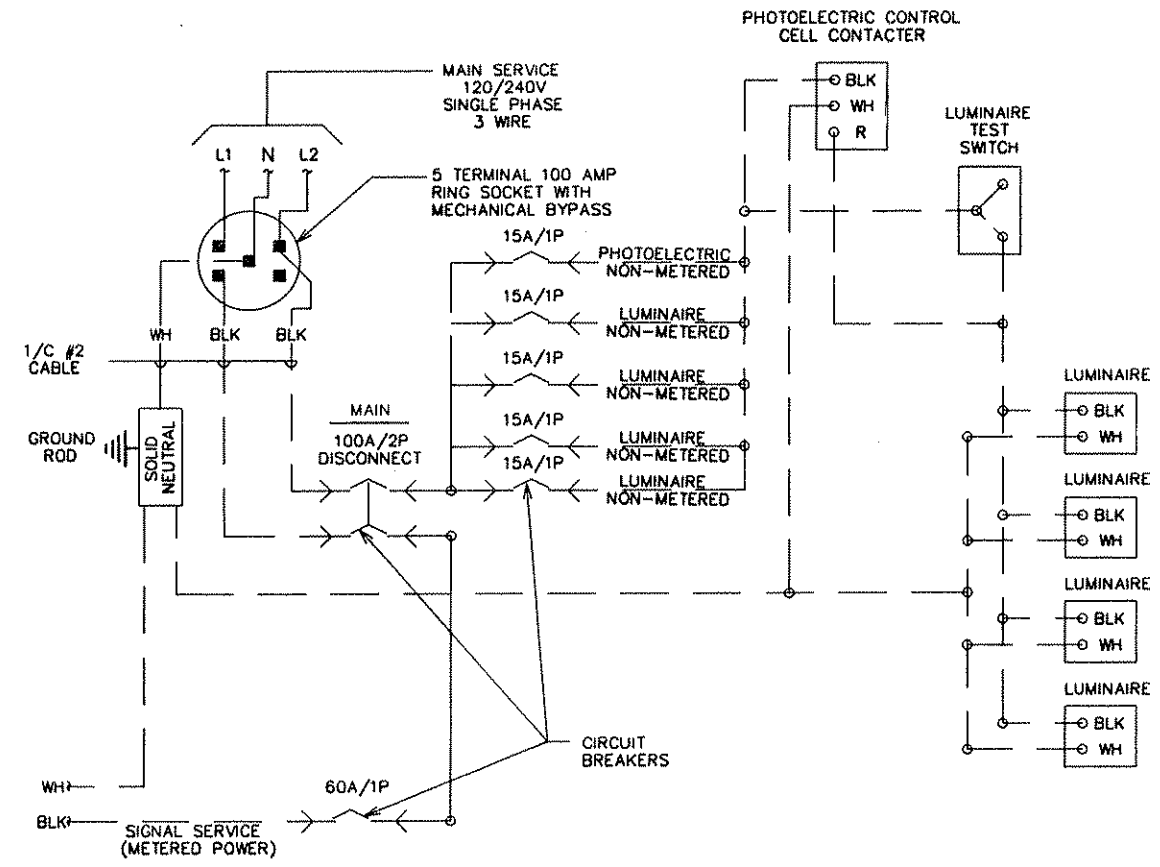 PHOTOELECTRIC CONTROL
CELL CONTACTER
BLK
WH
R
LUMINAIRE
TEST
SWITCH
MAIN SERVICE
120/240V
SINGLE PHASE
3 WIRE
L1 N L2
5 TERMINAL 100 AMP
RING SOCKET WITH
MECHANICAL BYPASS
15A/1P
PHOTOELECTRIC
NON-METERED
15A/1P
LUMINAIRE
NON-METERED
15A/1P
LUMINAIRE
NON-METERED
15A/1P
LUMINAIRE
NON-METERED
15A/1P
LUMINAIRE
NON-METERED
WH BLK BLK
1/C #2
CABLE
GROUND
ROD
SOLID
NEUTRAL
MAIN
100A/2P
DISCONNECT
LUMINAIRE
BLK
WH
LUMINAIRE
BLK
WH
LUMINAIRE
BLK
WH
LUMINAIRE
BLK
WH
CIRCUIT
BREAKERS
60A/1P
WH
BLK
SIGNAL SERVICE
(METERED POWER)